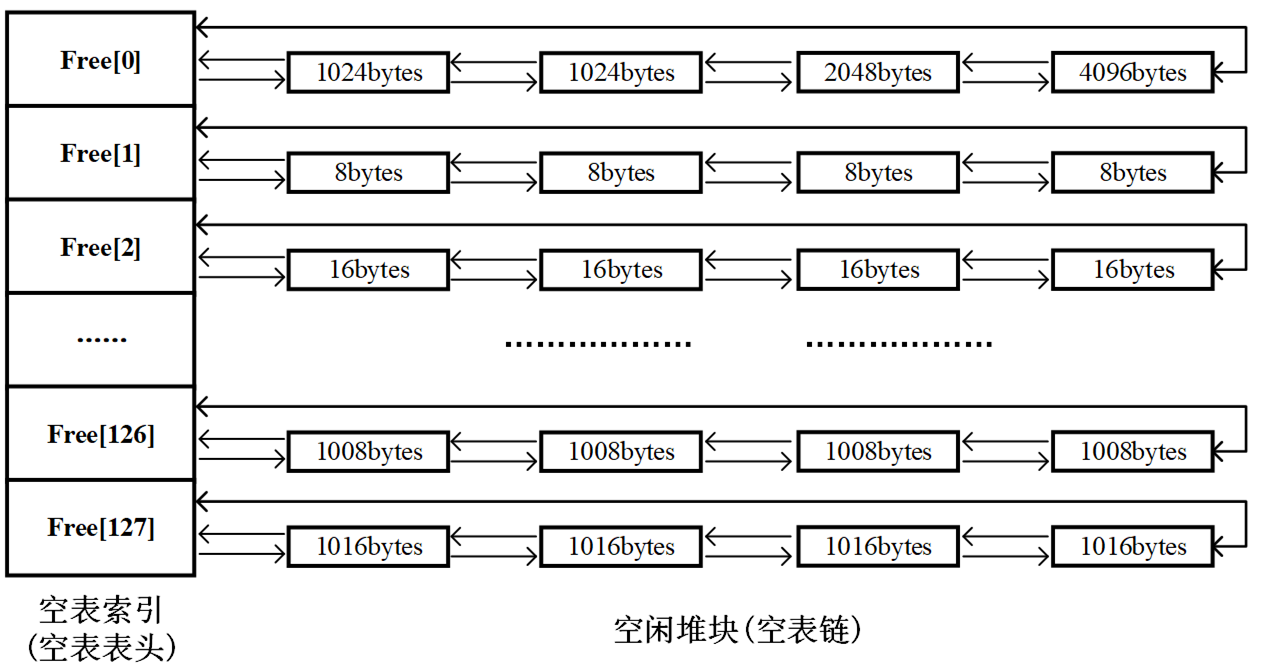 Free[0]
1024bytes
1024bytes
2048bytes
4096bytes
Free[1]
8bytes
8bytes
8bytes
8bytes
Free[2]
16bytes
16bytes
16bytes
16bytes
......
..................
..................
Free[126]
1008bytes
1008bytes
1008bytes
1008bytes
Free[127]
1016bytes
1016bytes
1016bytes
1016bytes
空表索引
(空表表头)
空闲堆块(空表链)